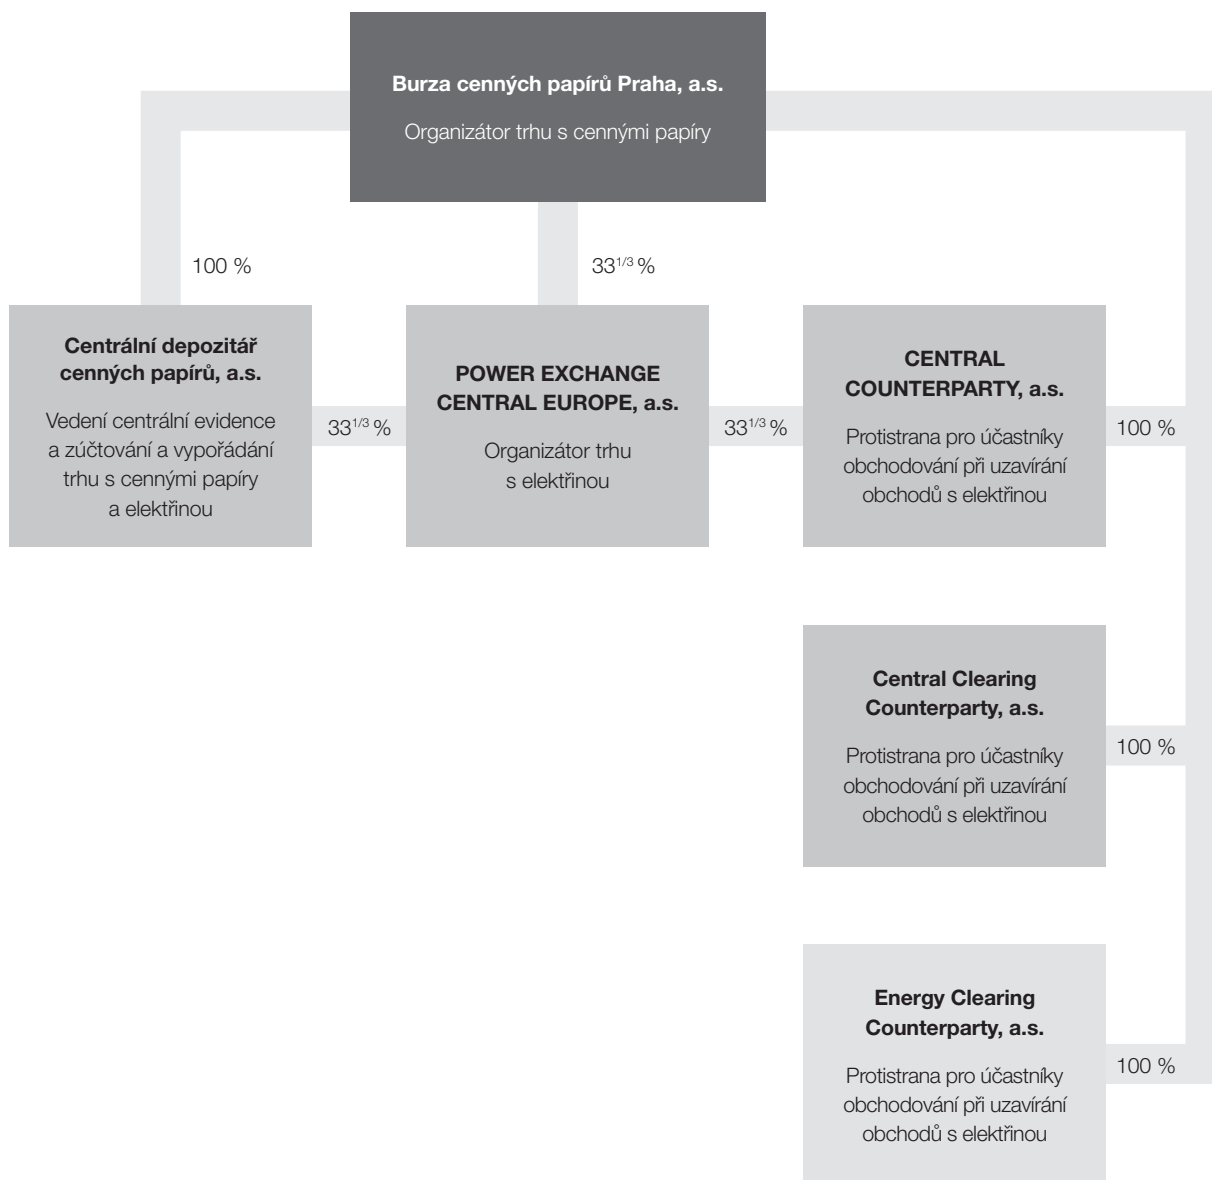 Burza cenných papírů Praha, a.s.
Organizátor trhu s cennými papíry
100 %
33 1/3 %
Centrální depozitář
cenných papírů, a.s.
Vedení centrální evidence
a zúčtování a vypořádání
trhu s cennými papíry
a elektřinou
33 1/3 %
POWER EXCHANGE
CENTRAL EUROPE, a.s.
Organizátor trhu
s elektřinou
33 1/3 %
CENTRAL
COUNTERPARTY, a.s.
Protistrana pro účastníky
obchodování při uzavírání
obchodů s elektřinou
100 %
Central Clearing
Counterparty, a.s.
Protistrana pro účastníky
obchodování při uzavírání
obchodů s elektřinou
100 %
Energy Clearing
Counterparty, a.s.
Protistrana pro účastníky
obchodování při uzavírání
obchodů s elektřinou
100 %